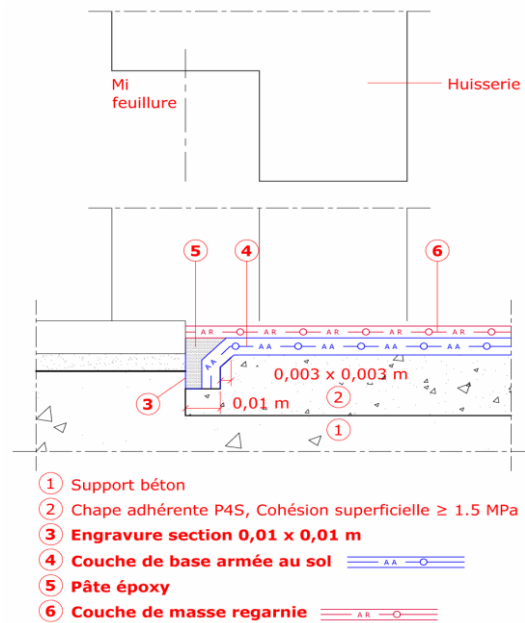 Mi
feuillure
Huisserie
5
4
6
AR AR AR AR AR
AA AA AA AA
AA
0,003 x 0,003 m
3
0,01 m
2
1
1 Support béton
2 Chape adhérente P4S, Cohésion superficielle ≥ 1.5 MPa
3 Engravure section 0,01 x 0,01 m
4 Couche de base armée au sol AA
5 Pâte époxy
6 Couche de masse regarnie AR